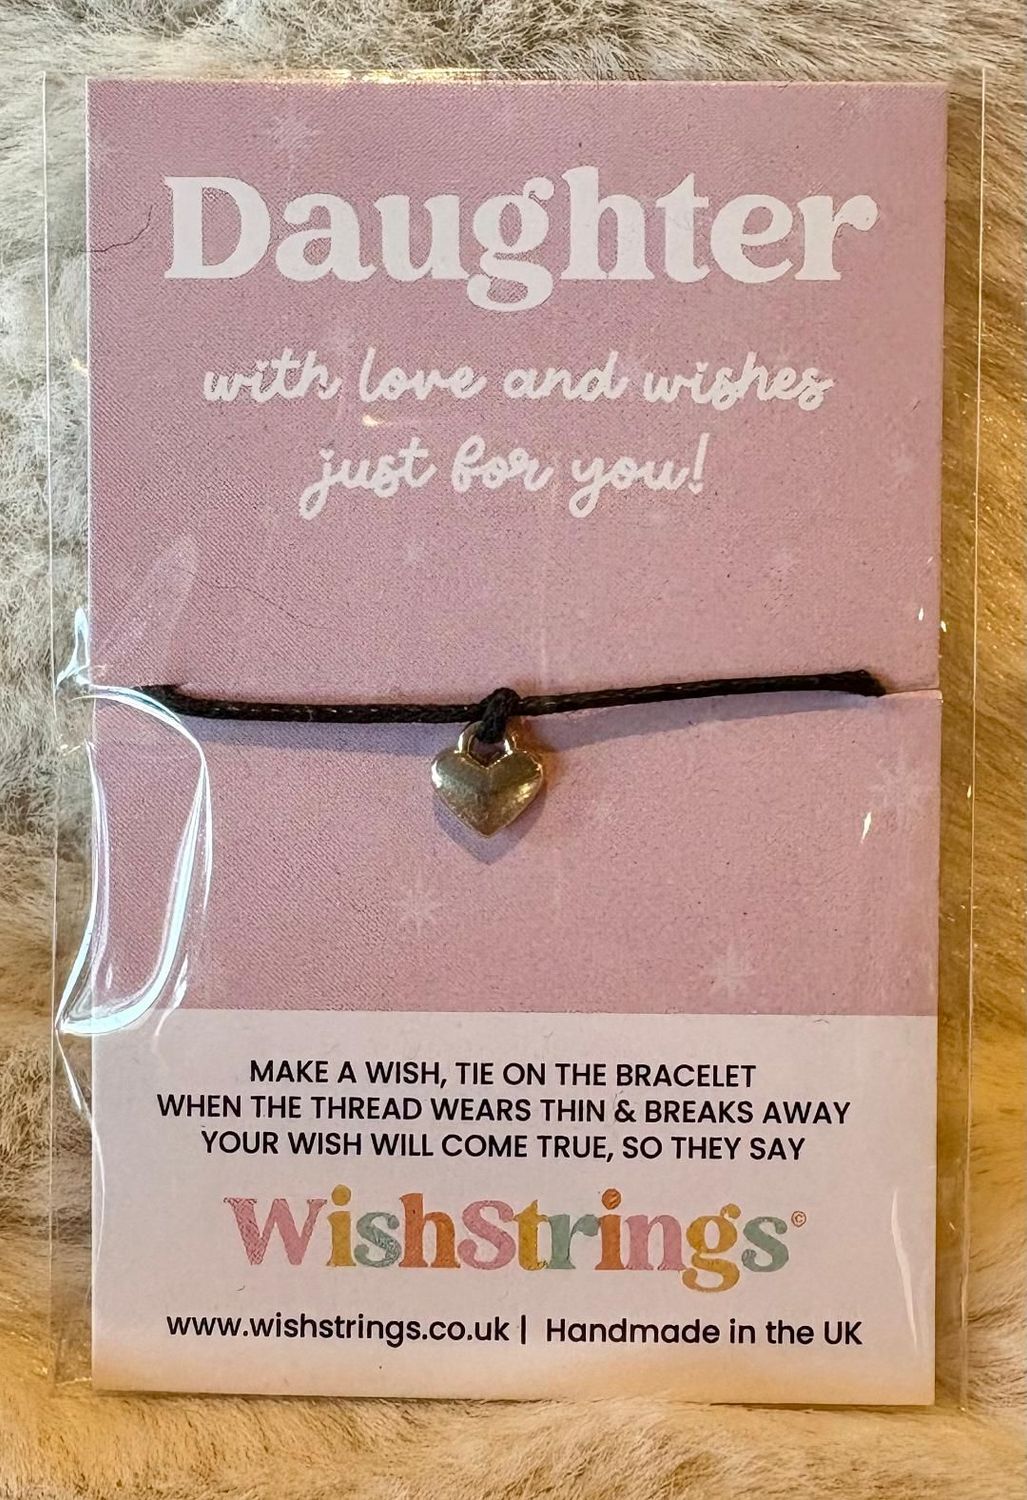 Daughter
with love and wishes
just for you!
MAKE A WISH, TIE ON THE BRACELET
WHEN THE THREAD WEARS THIN & BREAKS AWAY
YOUR WISH WILL COME TRUE, SO THEY SAY
WishStrings©
www.wishstrings.co.uk | Handmade in the UK